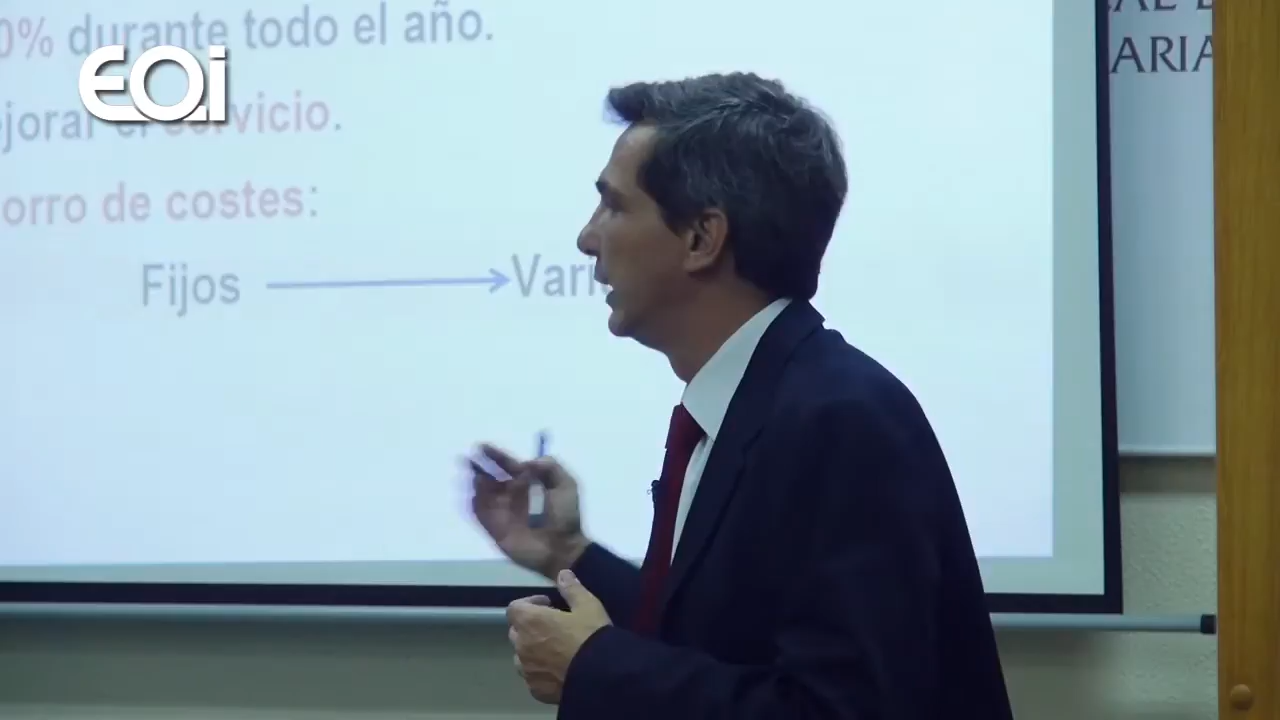 0% durante todo el año.
EOi
ejorar el servicio.
orro de costes:
Fijos Vari
ARIA